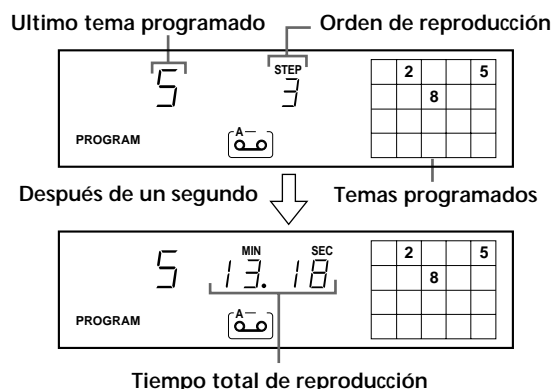 Ultimo tema programado
Orden de reproducción
5
STEP
3
2 5
8
PROGRAM
A
Después de un segundo
Temas programados
5
MIN SEC
13. 18
2 5
8
PROGRAM
A
Tiempo total de reproducción